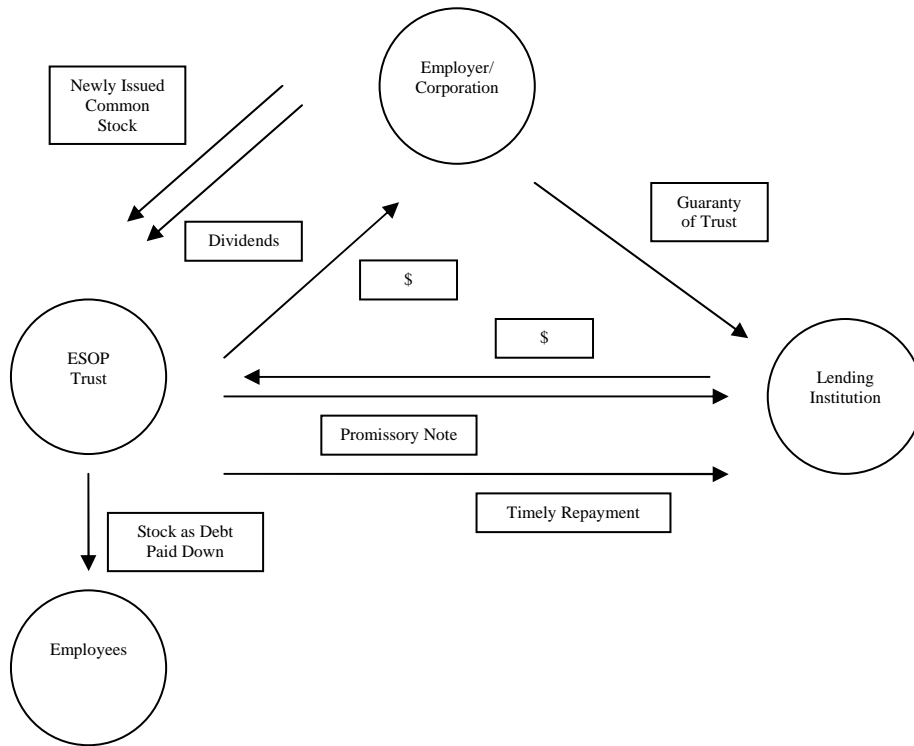 Employer/
Corporation
Newly Issued
Common
Stock
Guaranty
of Trust
Dividends
$
$
ESOP
Trust
Lending
Institution
Promissory Note
Timely Repayment
Stock as Debt
Paid Down
Employees